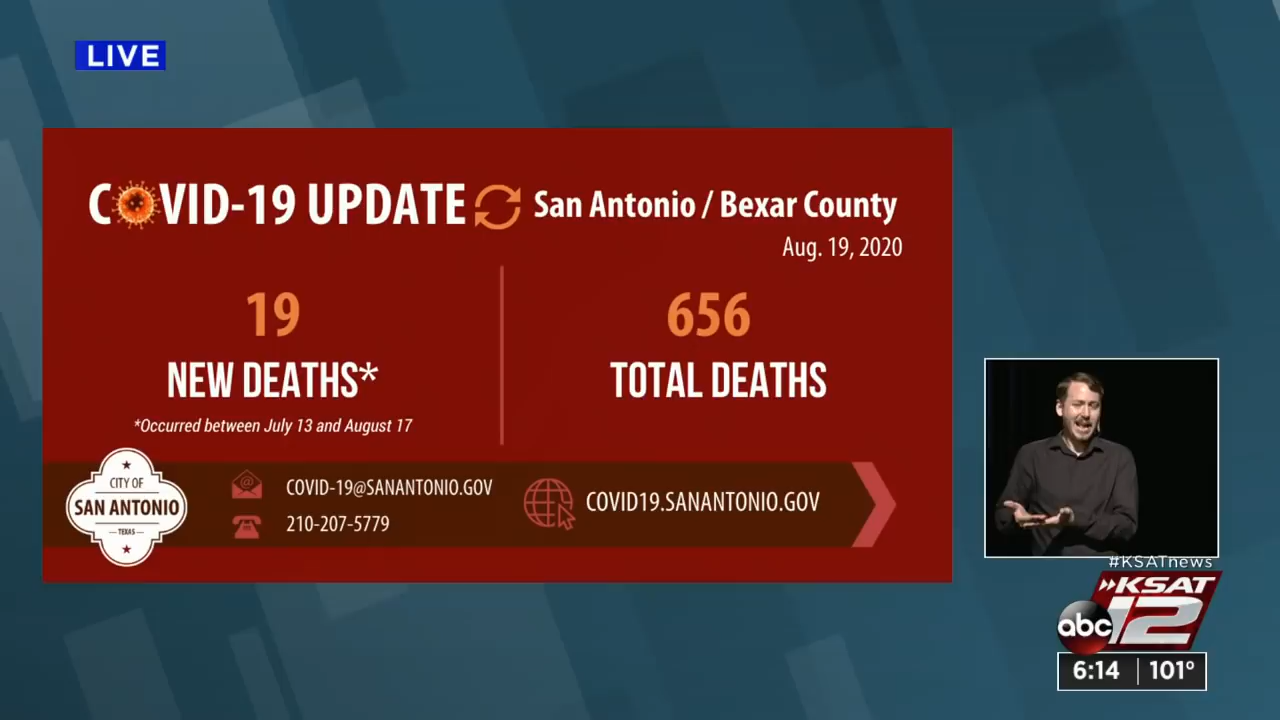 LIVE
COVID-19 UPDATE
San Antonio / Bexar County
Aug. 19, 2020
19
NEW DEATHS*
*Occurred between July 13 and August 17
656
TOTAL DEATHS
CITY OF
SAN ANTONIO
TEXAS
COVID-19@SANANTONIO.GOV
210-207-5779
COVID19.SANANTONIO.GOV
#KSATnews
KSAT
abc 12
6:14 101°